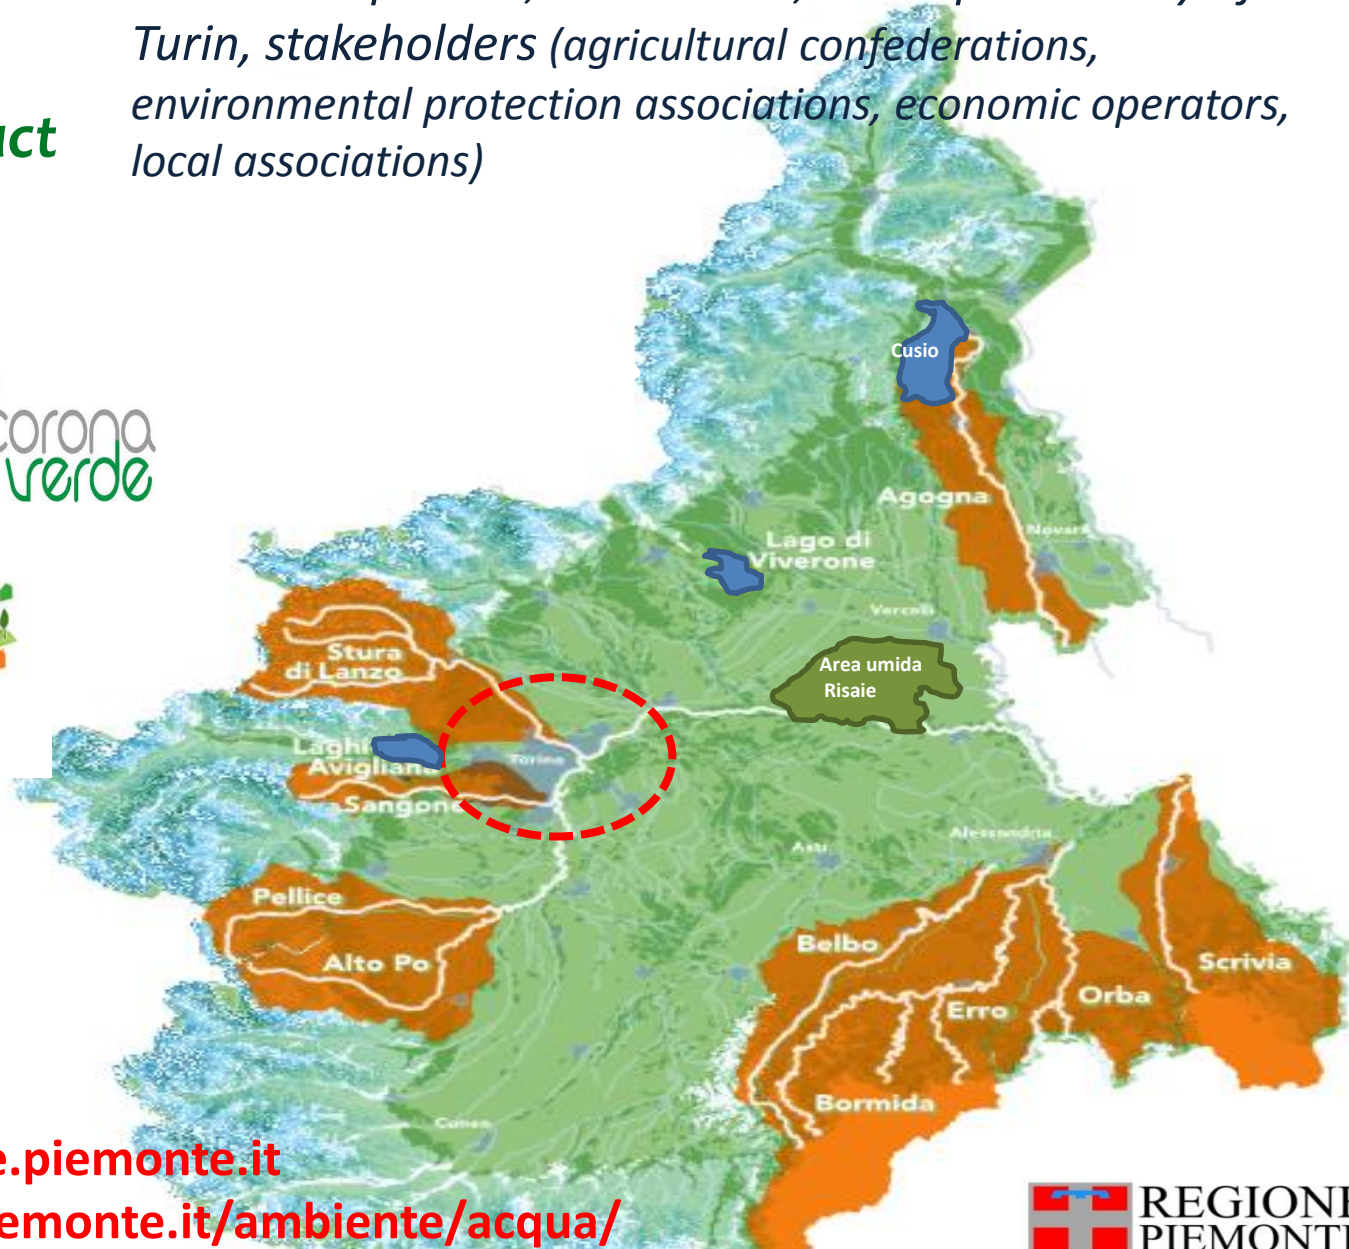 Turin, stakeholders (agricultural confederations,
environmental protection associations, economic operators,
local associations)
corona
verde
Cusio
Agogna
Novara
Lago di
Viverone
Vercelli
Area umida
Risaie
Stura
di Lanzo
Laghi
Avigliana
Torino
Sangone
Alessandria
Asti
Pellice
Alto Po
Belbo
Scrivia
Orba
Erro
Bormida
Cuneo
e.piemonte.it
emonte.it/ambiente/acqua/
REGIONE
PIEMONTE